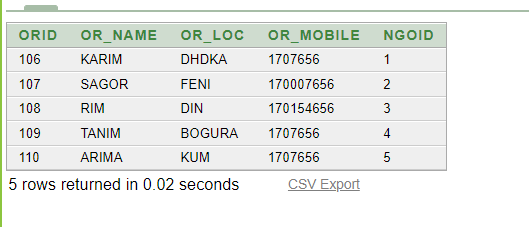 ORID OR_NAME OR_LOC OR_MOBILE NGOID
106 KARIM DHDKA 1707656 1
107 SAGOR FENI 170007656 2
108 RIM DIN 170154656 3
109 TANIM BOGURA 1707656 4
110 ARIMA KUM 1707656 5
5 rows returned in 0.02 seconds CSV Export